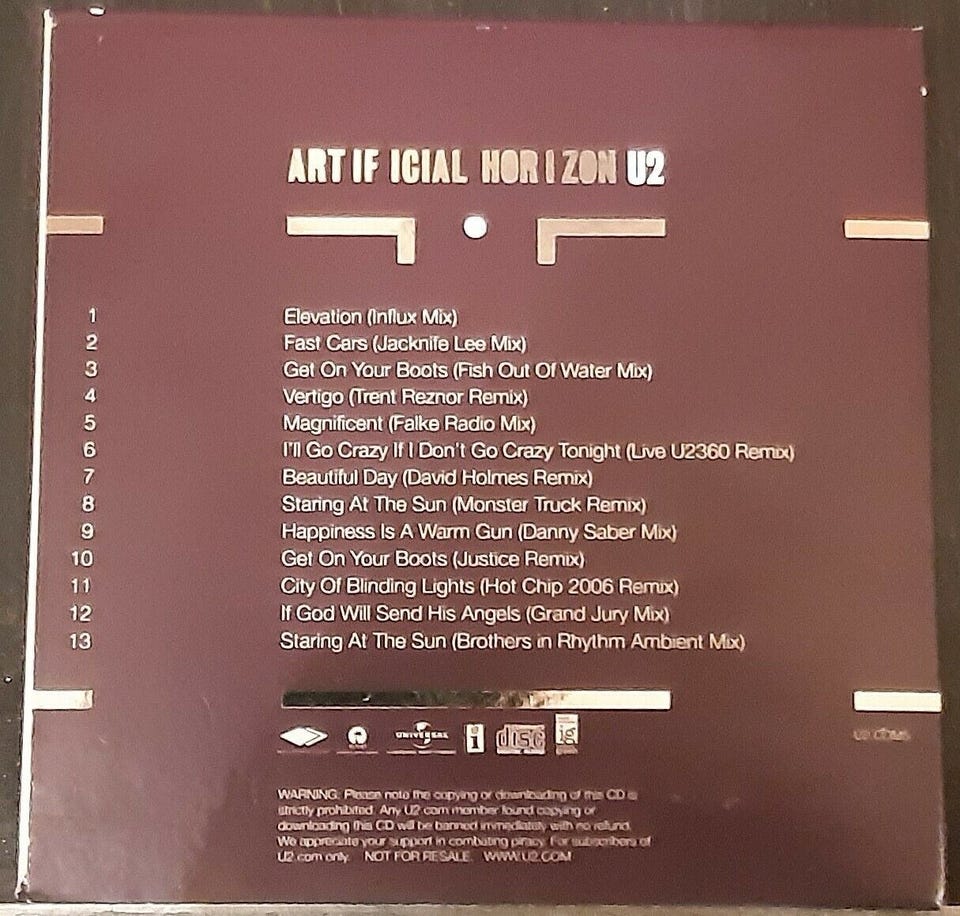 ARTIF ICIAL HOR I ZON U2
1 Elevation (Influx Mix)
2 Fast Cars (Jacknife Lee Mix)
3 Get On Your Boots (Fish Out Of Water Mix)
4 Vertigo (Trent Reznor Remix)
5 Magnificent (Falke Radio Mix)
6 I'll Go Crazy If I Don't Go Crazy Tonight (Live U2360 Remix)
7 Beautiful Day (David Holmes Remix)
8 Staring At The Sun (Monster Truck Remix)
9 Happiness Is A Warm Gun (Danny Saber Mix)
10 Get On Your Boots (Justice Remix)
11 City Of Blinding Lights (Hot Chip 2006 Remix)
12 If God Will Send His Angels (Grand Jury Mix)
13 Staring At The Sun (Brothers in Rhythm Ambient Mix)
UNIVERSAL i disc ig
U2 COM5
WARNING: Please note the copying or downloading of this CD is
strictly prohibited. Any U2.com member found copying or
downloading this CD will be banned immediately with no refund.
We appreciate your support in combating piracy. For subscribers of
U2.com only. NOT FOR RESALE. WWW.U2.COM